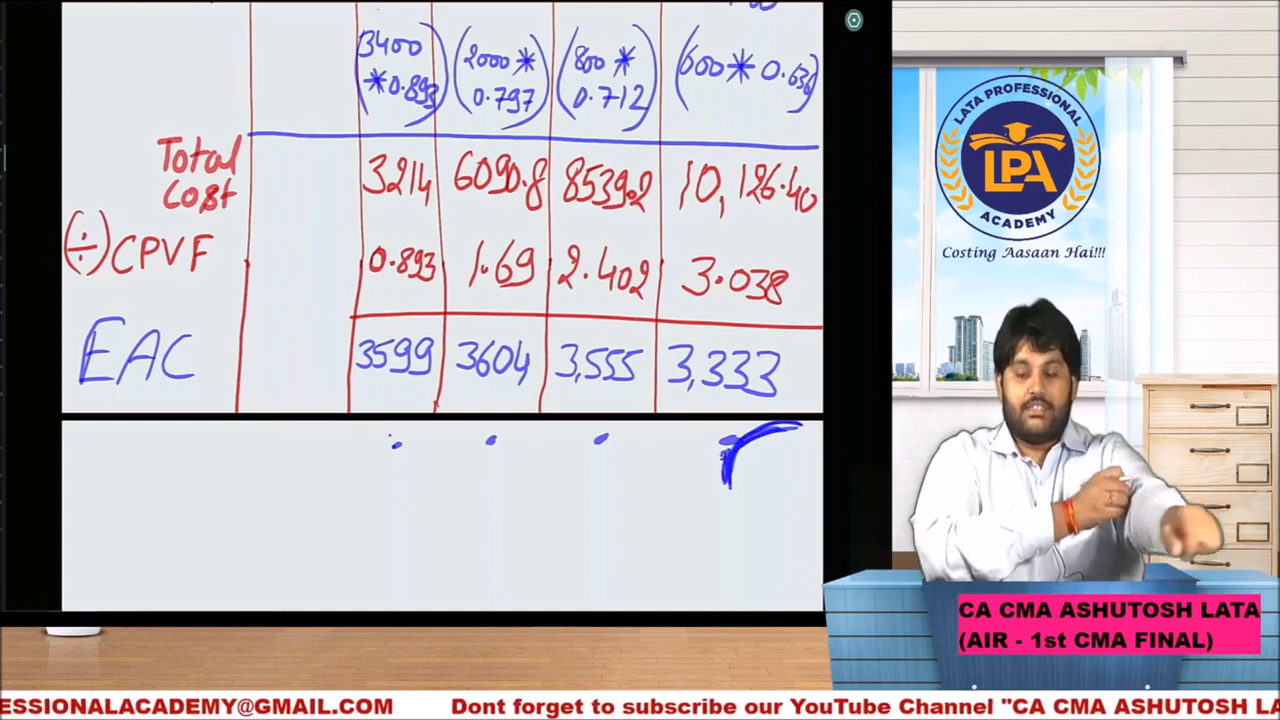 (3400 *0.893) (2000 * 0.797) (800 * 0.712) (600 * 0.636)
Total Cost 3214 6090.8 8539.2 10,126.40
(÷) CPVF 0.893 1.69 2.402 3.038
EAC 3599 3604 3,555 3,333
LATA PROFESSIONAL
LPA
ACADEMY
Costing Aasaan Hai!!!
CA CMA ASHUTOSH LATA
(AIR - 1st CMA FINAL)
ESSIONALACADEMY@GMAIL.COM Dont forget to subscribe our YouTube Channel "CA CMA ASHUTOSH LA